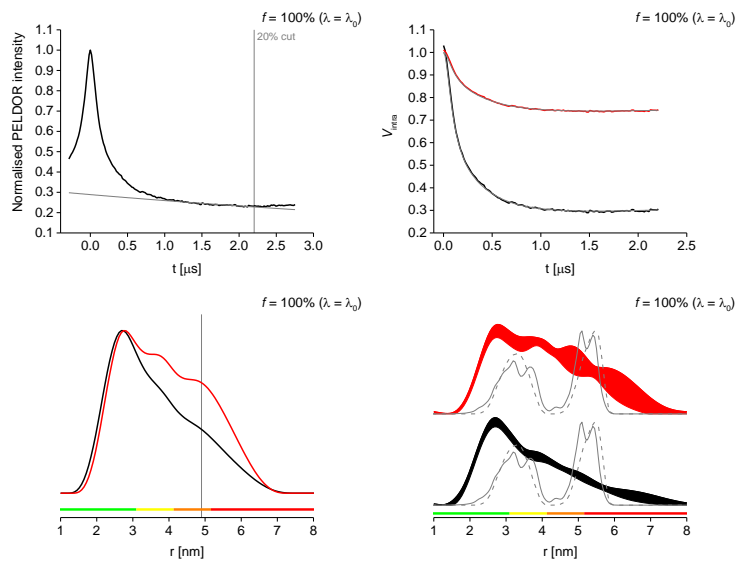 f = 100% (λ = λ₀)
1.1
1.0
0.9
0.8
0.7
0.6
0.5
0.4
0.3
0.2
0.1
Normalised PELDOR intensity
20% cut
0.0 0.5 1.0 1.5 2.0 2.5 3.0
t [μs]
f = 100% (λ = λ₀)
1.1
1.0
0.9
0.8
0.7
0.6
0.5
0.4
0.3
0.2
V_intra
0.0 0.5 1.0 1.5 2.0 2.5
t [μs]
f = 100% (λ = λ₀)
1 2 3 4 5 6 7 8
r [nm]
f = 100% (λ = λ₀)
1 2 3 4 5 6 7 8
r [nm]